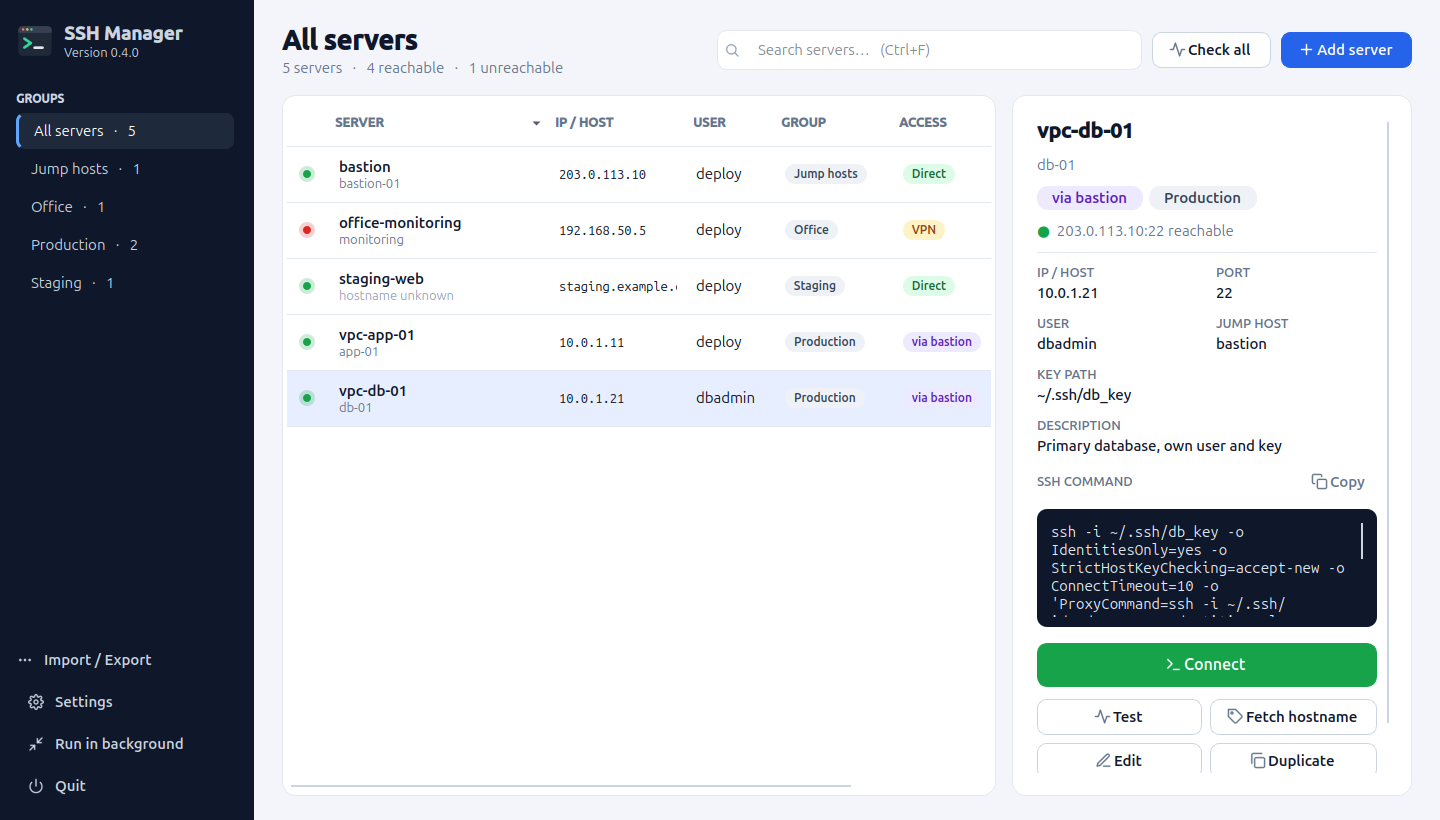 SSH Manager
Version 0.4.0
GROUPS
All servers · 5
Jump hosts · 1
Office · 1
Production · 2
Staging · 1
Import / Export
Settings
Run in background
Quit
All servers
5 servers · 4 reachable · 1 unreachable
Search servers… (Ctrl+F)
Check all
Add server
SERVER IP / HOST USER GROUP ACCESS
bastion 203.0.113.10 deploy Jump hosts Direct
bastion-01
office-monitoring 192.168.50.5 deploy Office VPN
monitoring
staging-web staging.example. deploy Staging Direct
hostname unknown
vpc-app-01 10.0.1.11 deploy Production via bastion
app-01
vpc-db-01 10.0.1.21 dbadmin Production via bastion
db-01
vpc-db-01
db-01
via bastion Production
203.0.113.10:22 reachable
IP / HOST PORT
10.0.1.21 22
USER JUMP HOST
dbadmin bastion
KEY PATH
~/.ssh/db_key
DESCRIPTION
Primary database, own user and key
SSH COMMAND Copy
ssh -i ~/.ssh/db_key -o
IdentitiesOnly=yes -o
StrictHostKeyChecking=accept-new -o
ConnectTimeout=10 -o
'ProxyCommand=ssh -i ~/.ssh/
Connect
Test Fetch hostname
Edit Duplicate